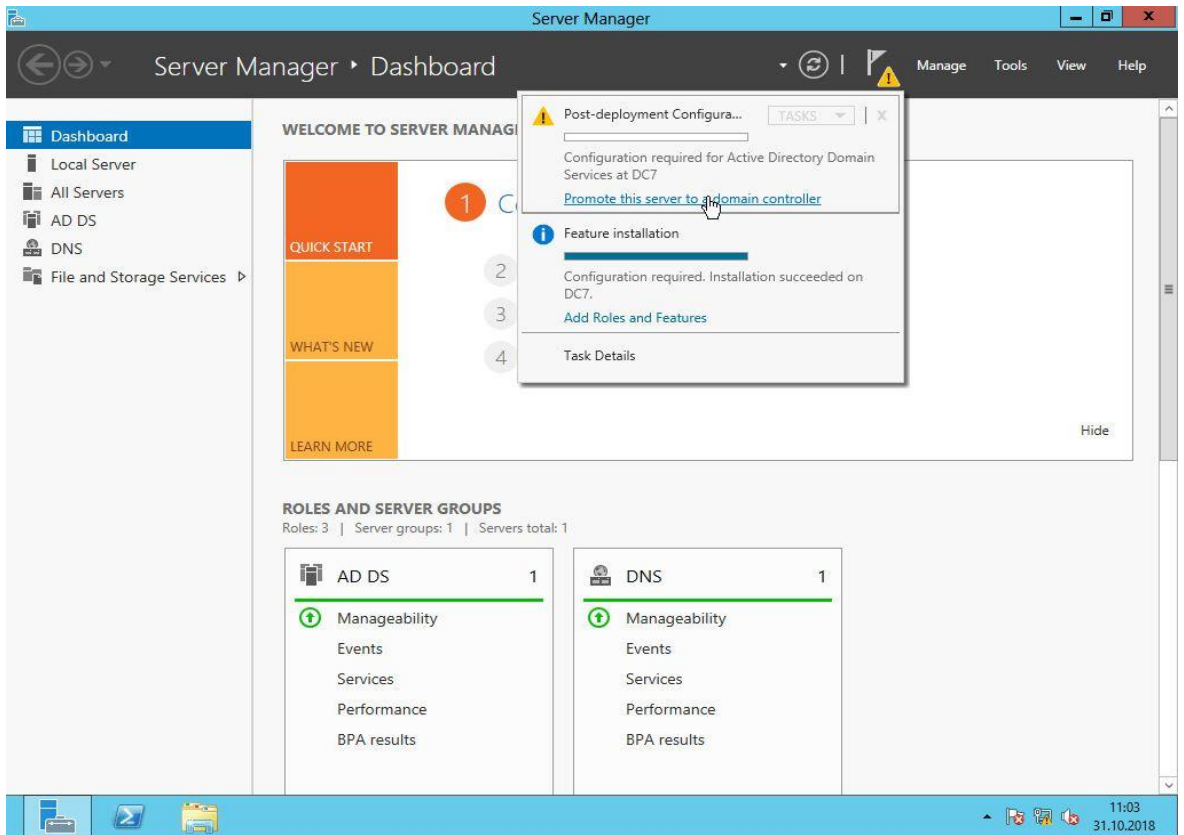 Server Manager
Server Manager ‣ Dashboard
Manage Tools View Help
Dashboard
Local Server
All Servers
AD DS
DNS
File and Storage Services
WELCOME TO SERVER MANAG
QUICK START
WHAT'S NEW
LEARN MORE
1
2
3
4
Post-deployment Configura...
TASKS
x
Configuration required for Active Directory Domain
Services at DC7
Promote this server to a domain controller
Feature installation
Configuration required. Installation succeeded on
DC7.
Add Roles and Features
Task Details
Hide
ROLES AND SERVER GROUPS
Roles: 3 | Server groups: 1 | Servers total: 1
AD DS 1
Manageability
Events
Services
Performance
BPA results
DNS 1
Manageability
Events
Services
Performance
BPA results
11:03
31.10.2018